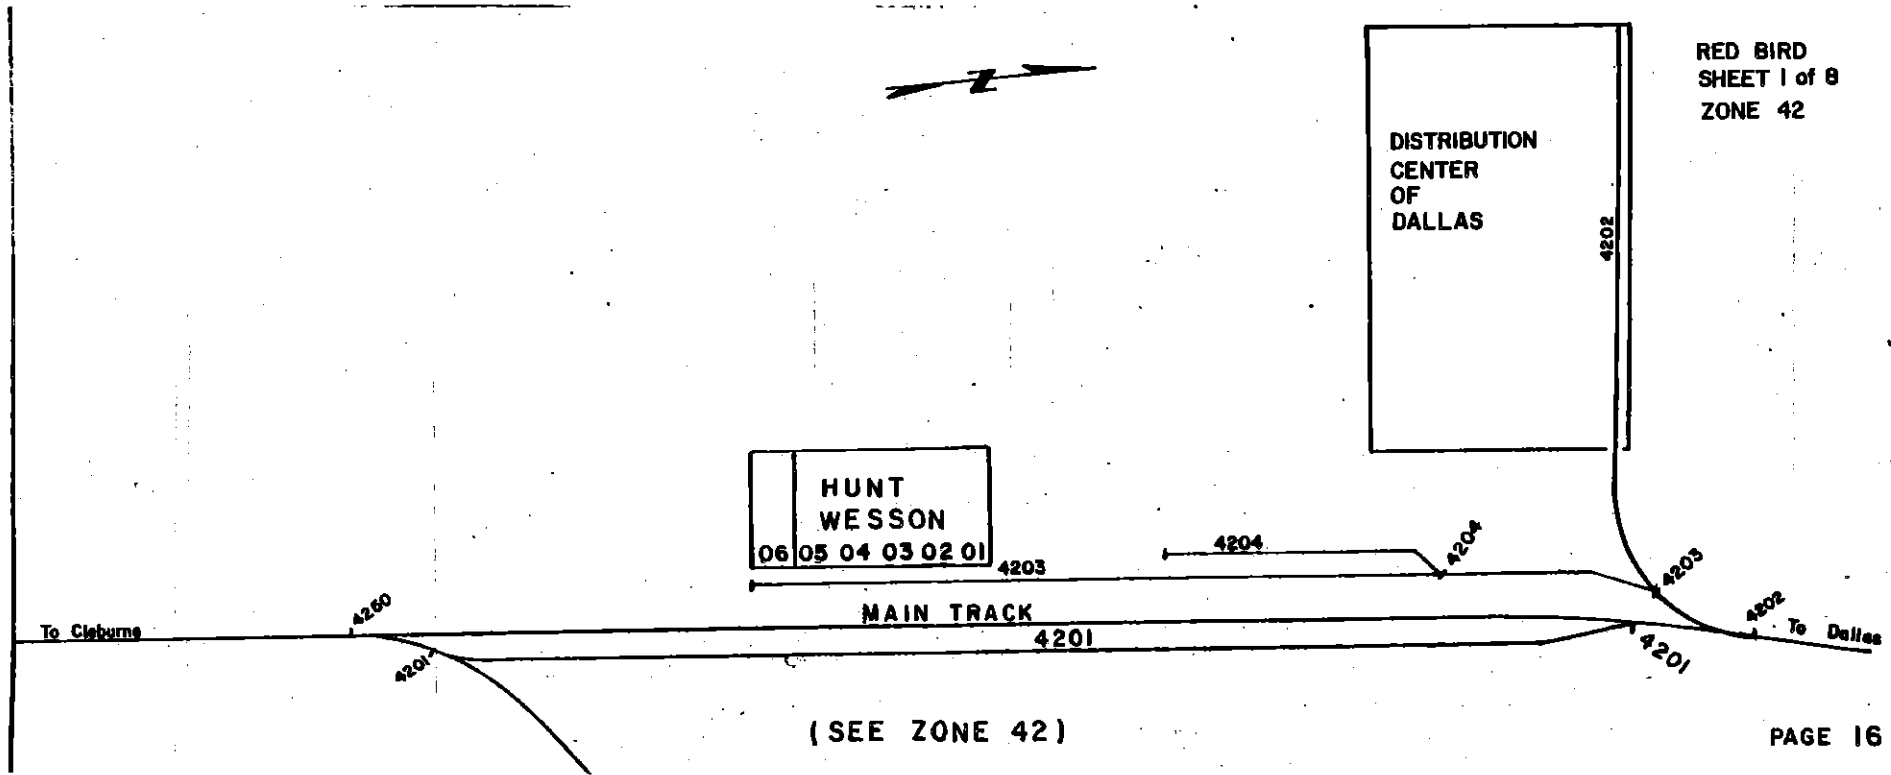 RED BIRD
SHEET 1 of 8
ZONE 42
N
DISTRIBUTION
CENTER
OF
DALLAS
4202
HUNT
WESSON
06 05 04 03 02 01
4203
4204
4204
4203
4202
To Dallas
4260
To Cleburne
MAIN TRACK
4201
4201
4201
(SEE ZONE 42)
PAGE 16